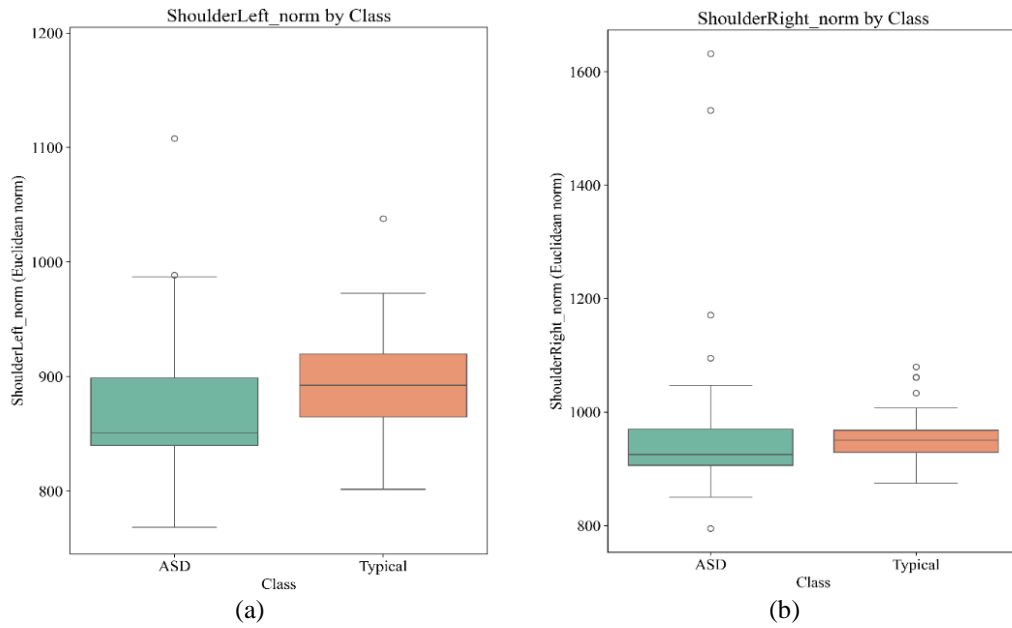 ShoulderLeft_norm by Class
1200
1100
1000
900
800
ShoulderLeft_norm (Euclidean norm)
ASD
Typical
Class
(a)
ShoulderRight_norm by Class
1600
1400
1200
1000
800
ShoulderRight_norm (Euclidean norm)
ASD
Typical
Class
(b)